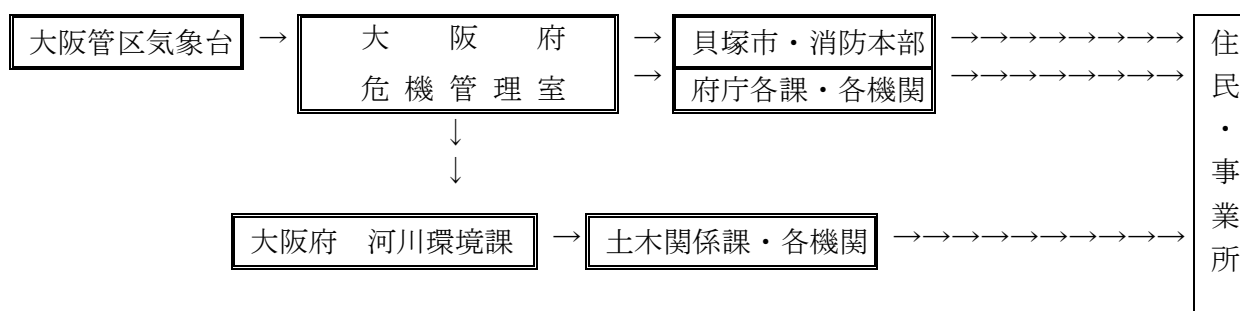 大阪管区気象台 → 大阪府 → 貝塚市・消防本部 →→→→→→→→
危機管理室 → 府庁各課・各機関 →→→→→→→→
↓
↓
大阪府 河川環境課 → 土木関係課・各機関 →→→→→→→→→→
住民・事業所